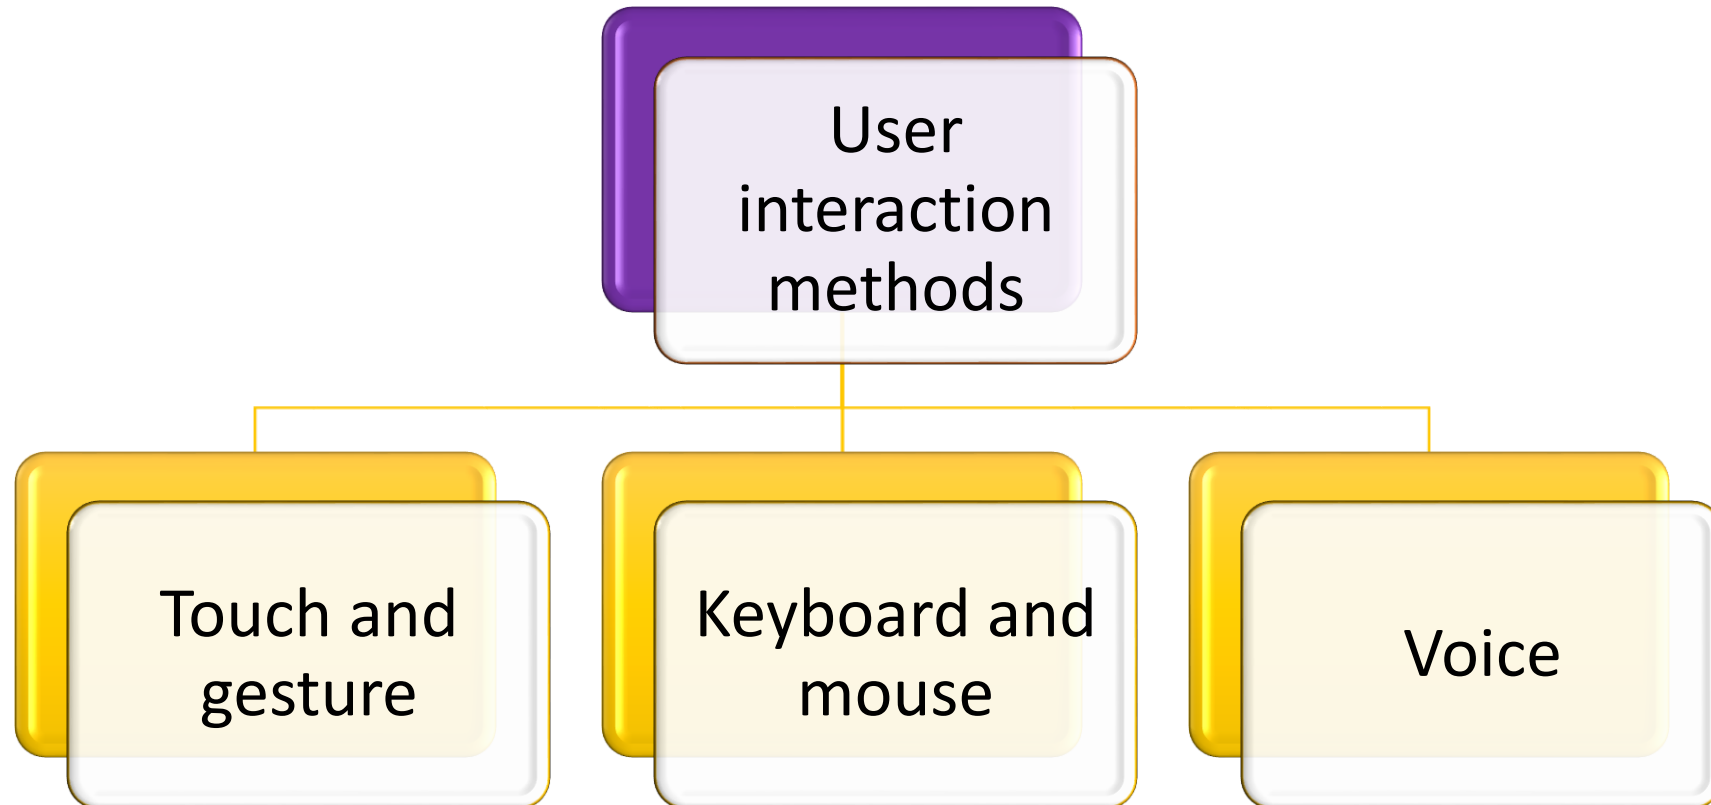 User
interaction
methods
Touch and
gesture
Keyboard and
mouse
Voice